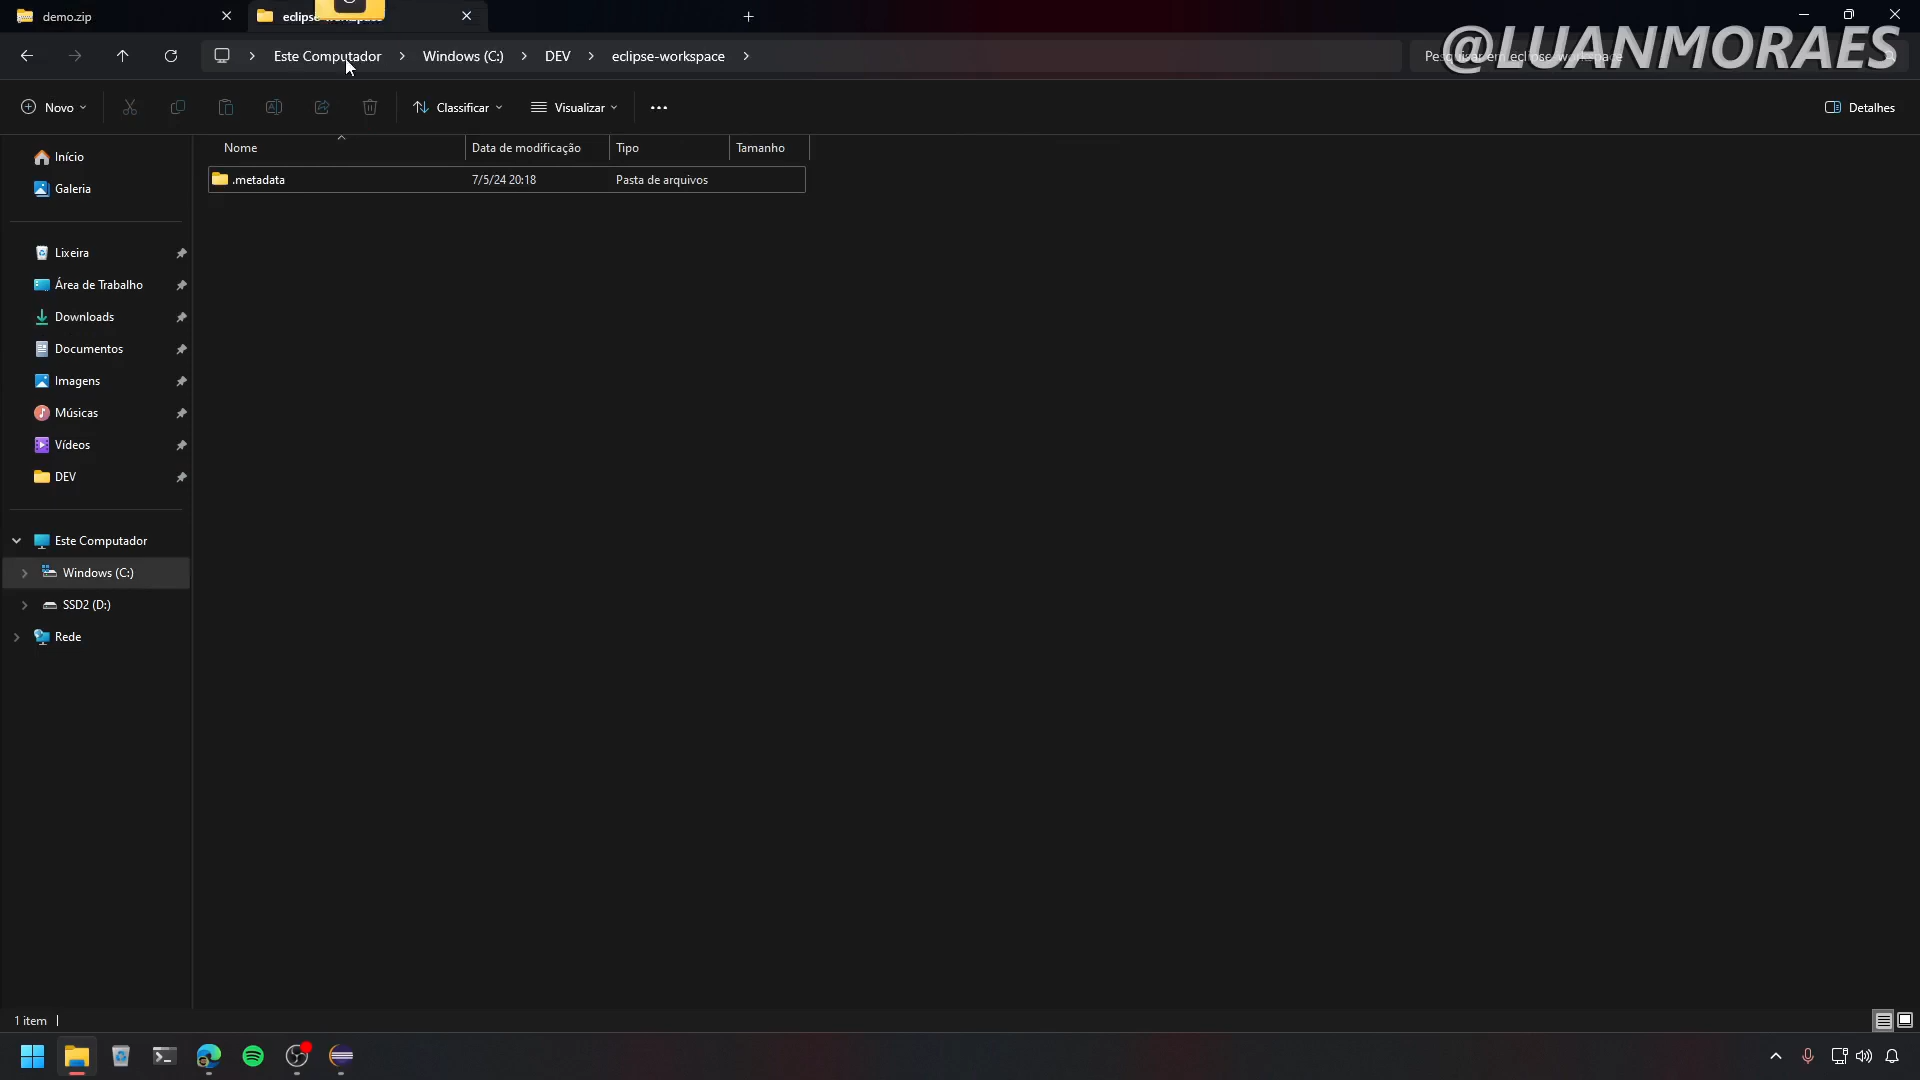 demo.zip
Este Computador > Windows (C:) > DEV > eclipse-workspace >
@LUANMORAES
Novo
Classificar
Visualizar
Detalhes
Nome
Data de modificação
Tipo
Tamanho
.metadata
7/5/24 20:18
Pasta de arquivos
Início
Galeria
Lixeira
Área de Trabalho
Downloads
Documentos
Imagens
Músicas
Vídeos
DEV
Este Computador
Windows (C:)
SSD2 (D:)
Rede
1 item